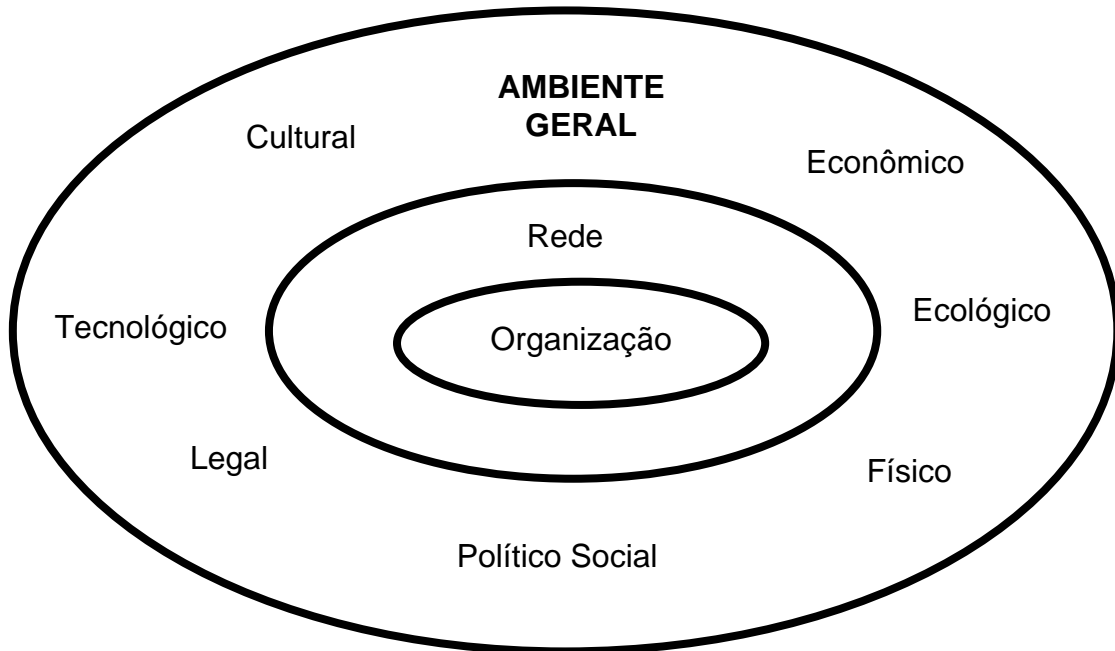 AMBIENTE
GERAL
Cultural
Econômico
Rede
Ecológico
Tecnológico
Organização
Legal
Físico
Político Social